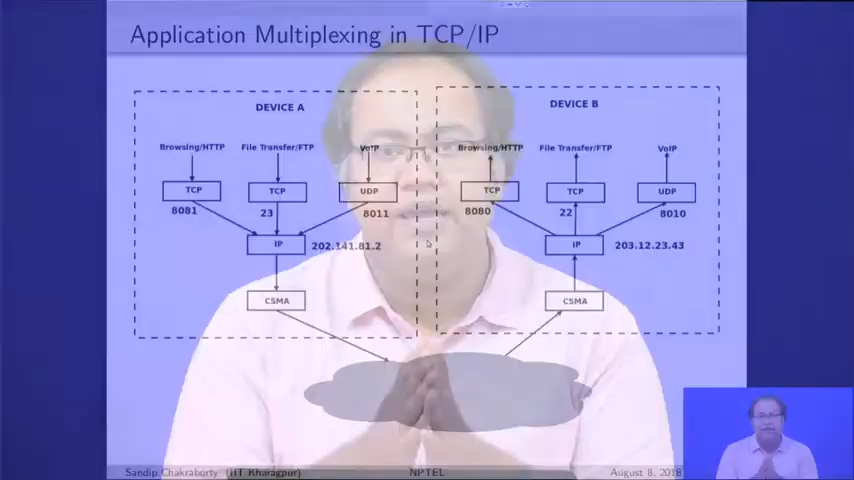 Application Multiplexing in TCP/IP
DEVICE A
DEVICE B
Browsing/HTTP File Transfer/FTP VoIP
Browsing/HTTP File Transfer/FTP VoIP
TCP TCP UDP
TCP TCP UDP
8081 23 8011
8080 22 8010
IP 202.141.81.2
IP 203.12.23.43
CSMA
CSMA
Sandip Chakraborty (IIT Kharagpur) NPTEL August 8, 2018